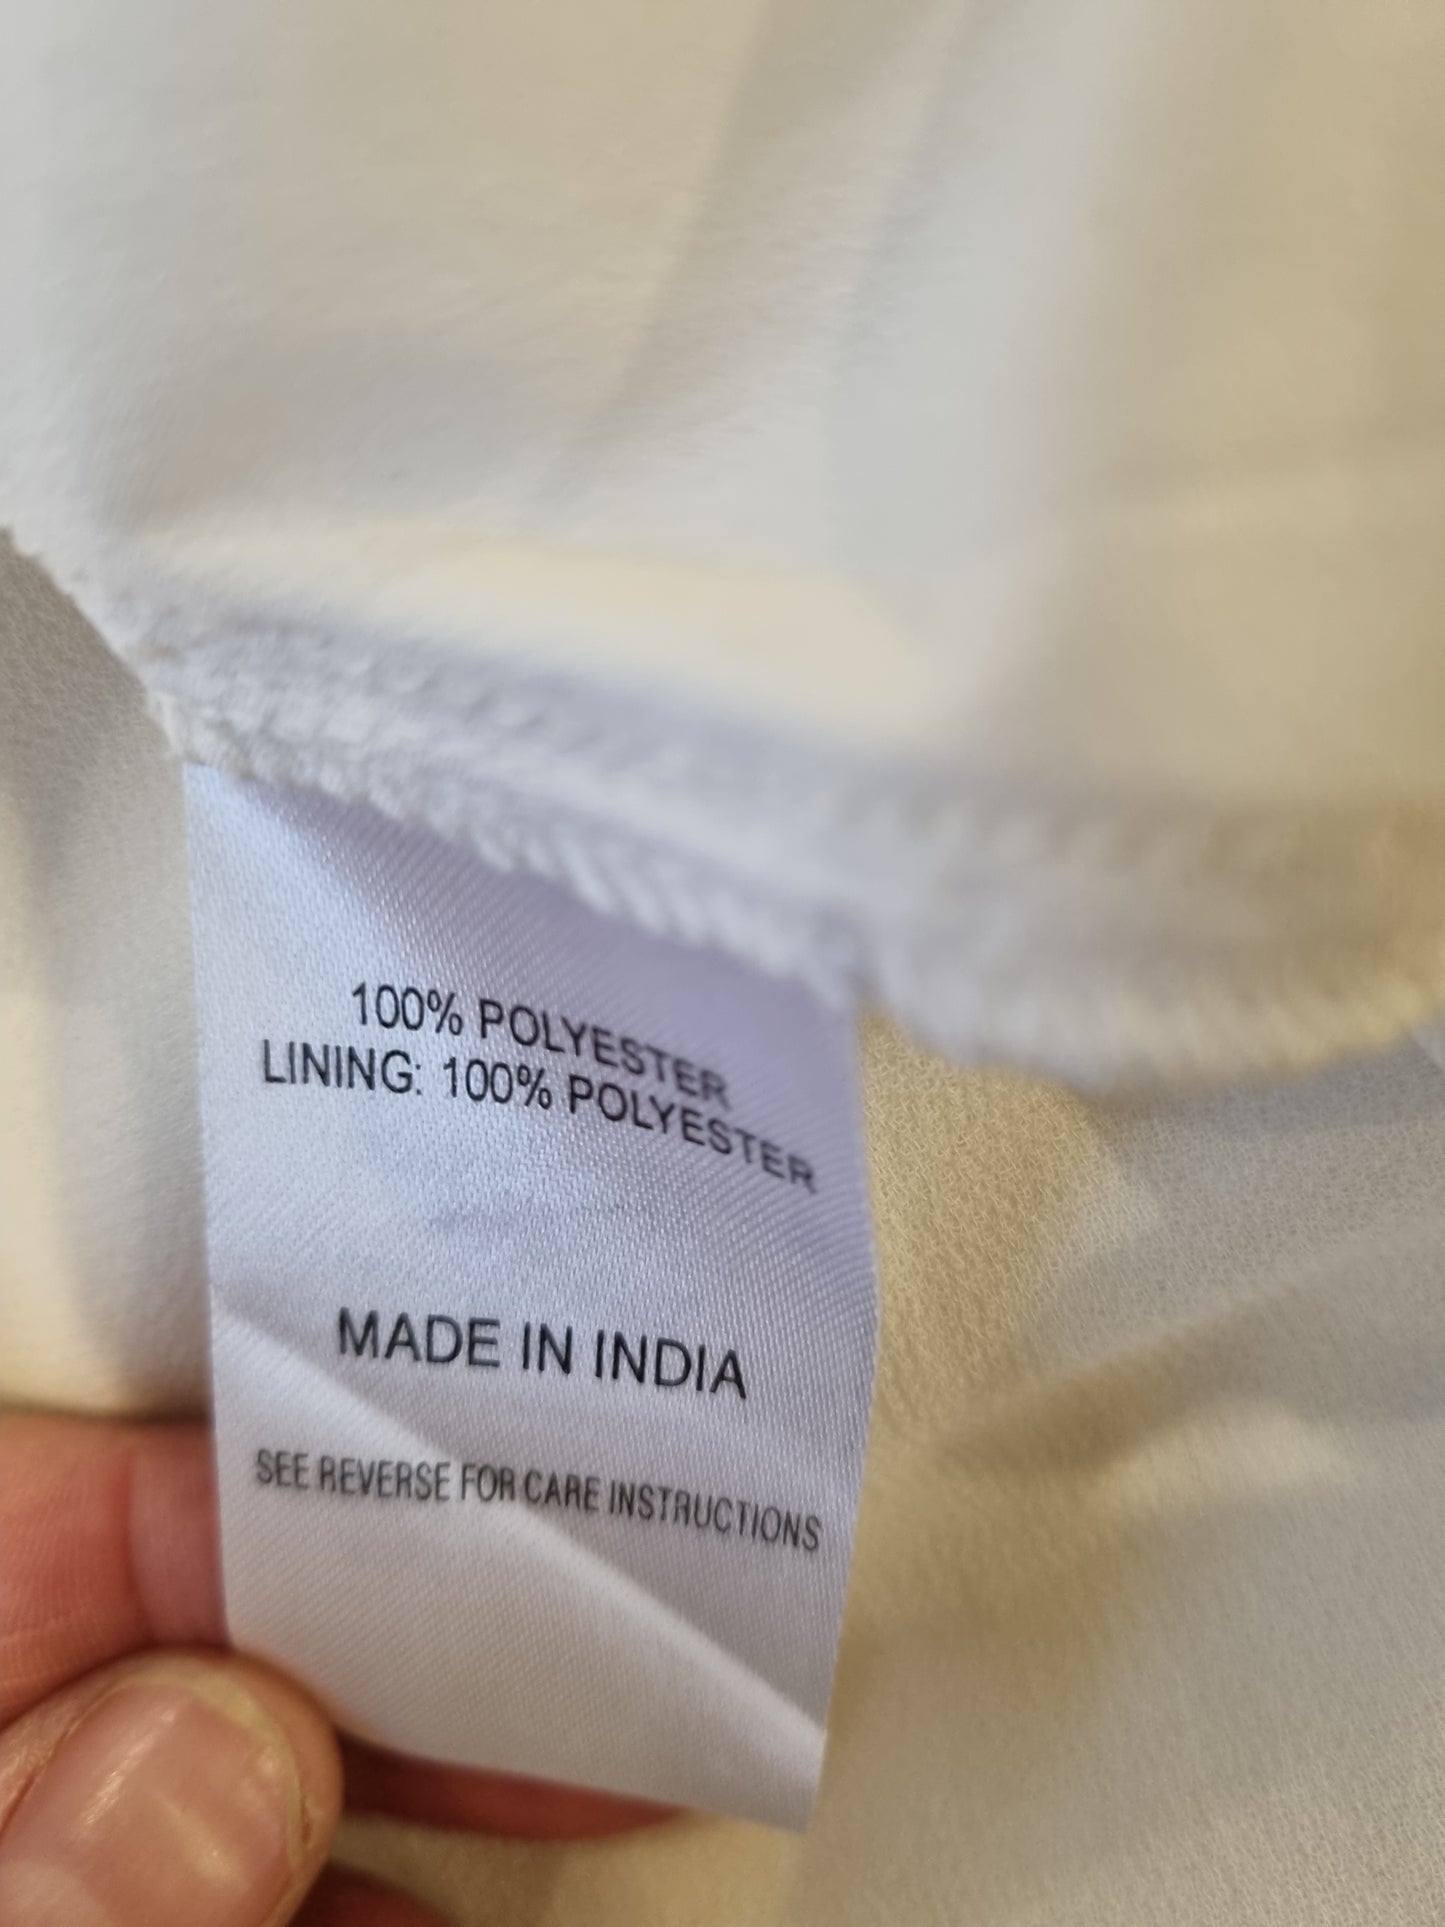 100% POLYESTER
LINING: 100% POLYESTER
MADE IN INDIA
SEE REVERSE FOR CARE INSTRUCTIONS